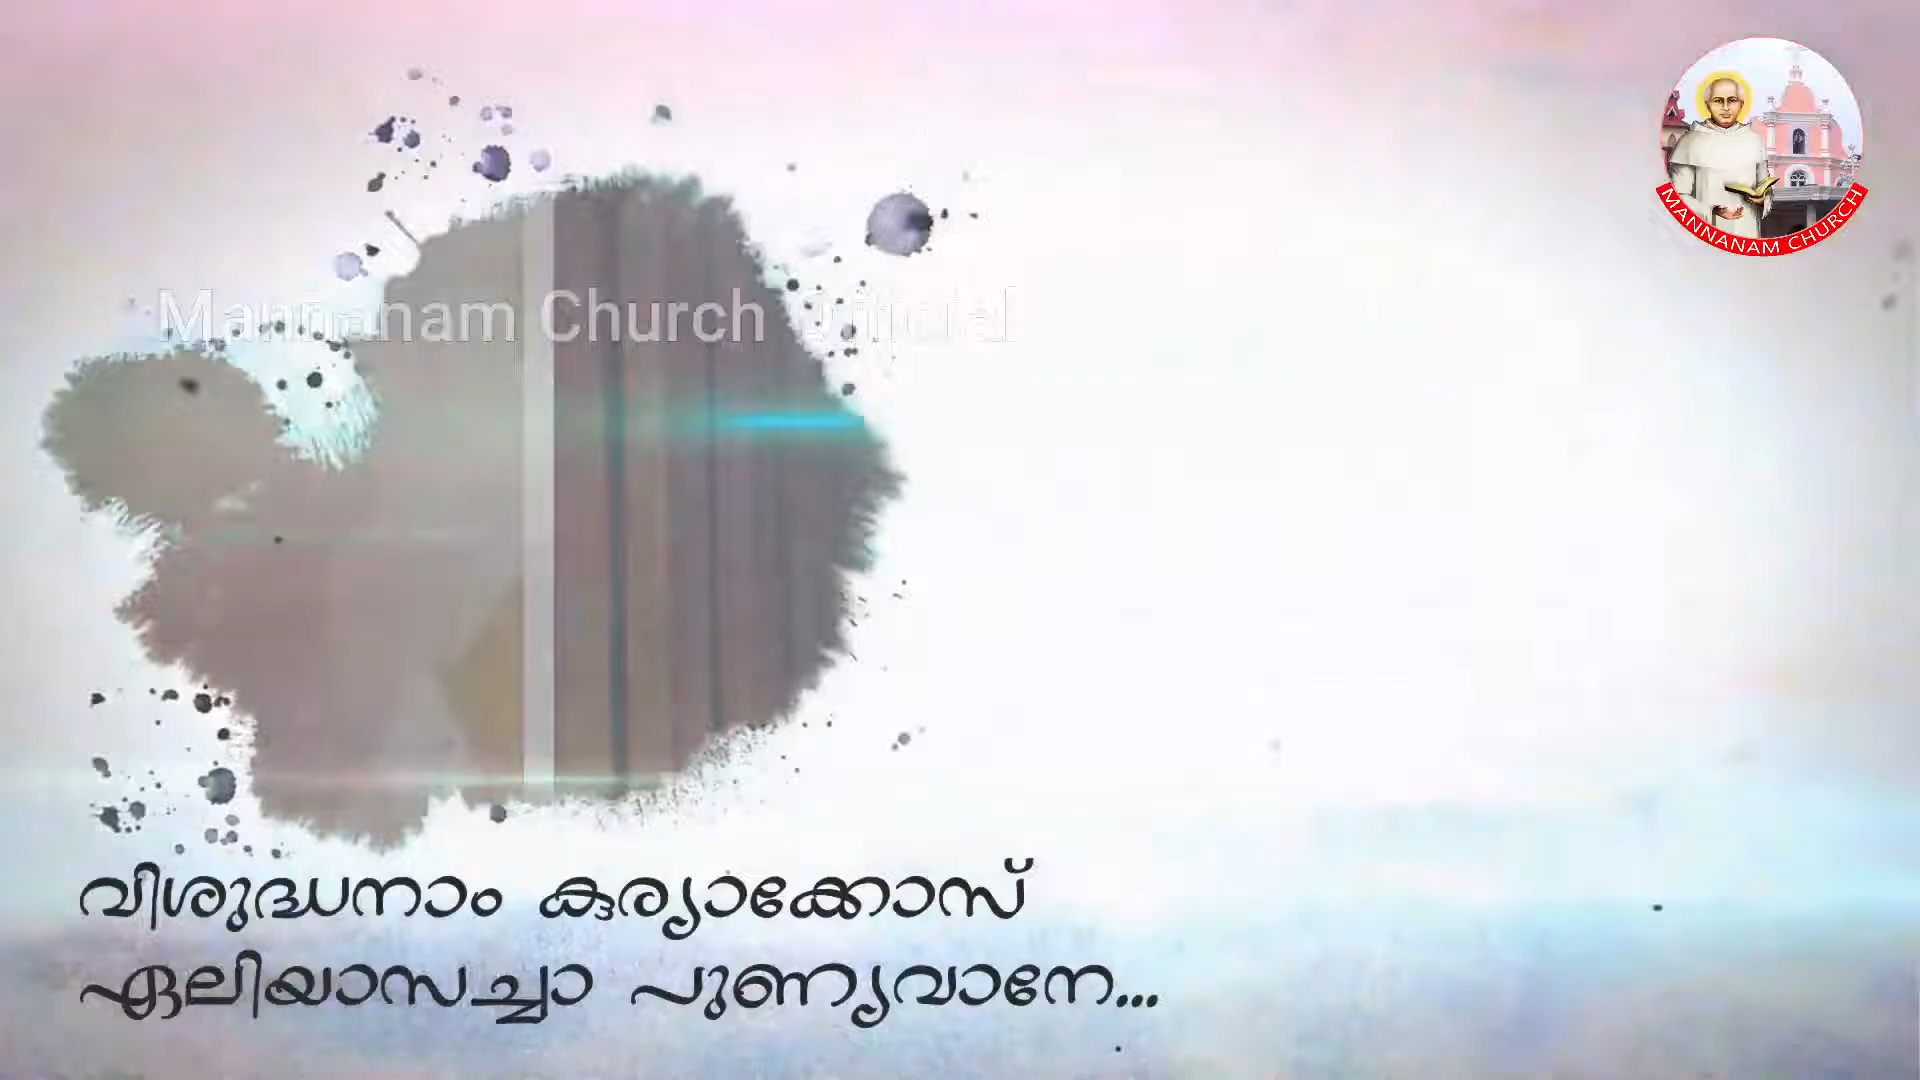 MANNANAM CHURCH
Mannanam Church Official
വിശുദ്ധനാം കുര്യാക്കോസ്
ഏലിയാസച്ചാ പുണ്യവാനേ...